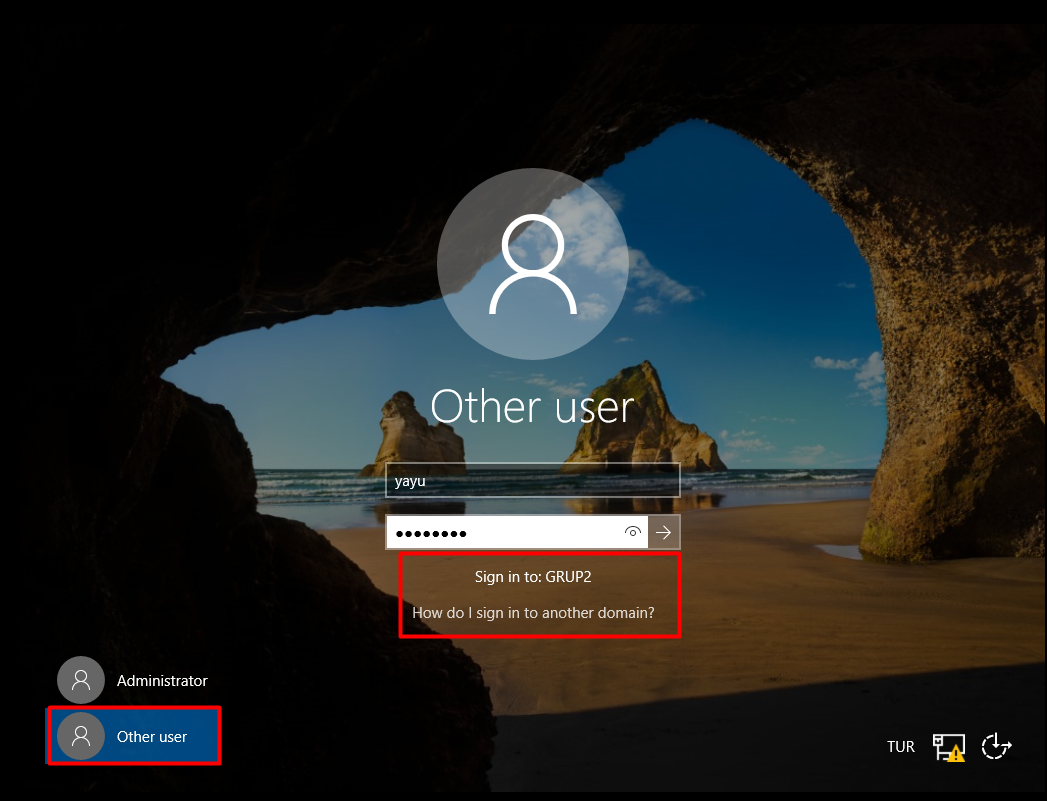 Other user
yayu
Sign in to: GRUP2
How do I sign in to another domain?
Administrator
Other user
TUR